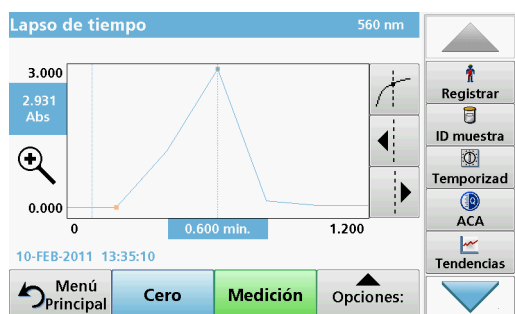 Lapso de tiempo
560 nm
3.000
2.931
Abs
0.000
0
0.600 min.
1.200
10-FEB-2011 13:35:10
Menú
Principal
Cero
Medición
Opciones:
Registrar
ID muestra
Temporizad
ACA
Tendencias